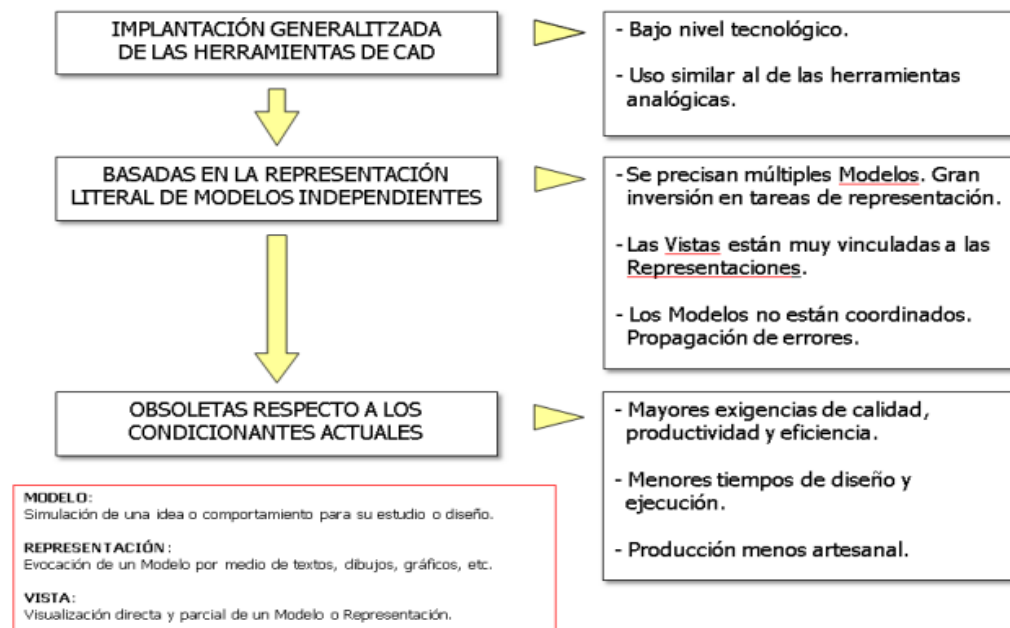 IMPLANTACIÓN GENERALITZADA
DE LAS HERRAMIENTAS DE CAD
- Bajo nivel tecnológico.
- Uso similar al de las herramientas
analógicas.
BASADAS EN LA REPRESENTACIÓN
LITERAL DE MODELOS INDEPENDIENTES
- Se precisan múltiples Modelos. Gran
inversión en tareas de representación.
- Las Vistas están muy vinculadas a las
Representaciones.
- Los Modelos no están coordinados.
Propagación de errores.
OBSOLETAS RESPECTO A LOS
CONDICIONANTES ACTUALES
- Mayores exigencias de calidad,
productividad y eficiencia.
- Menores tiempos de diseño y
ejecución.
- Producción menos artesanal.
MODELO:
Simulación de una idea o comportamiento para su estudio o diseño.
REPRESENTACIÓN:
Evocación de un Modelo por medio de textos, dibujos, gráficos, etc.
VISTA:
Visualización directa y parcial de un Modelo o Representación.